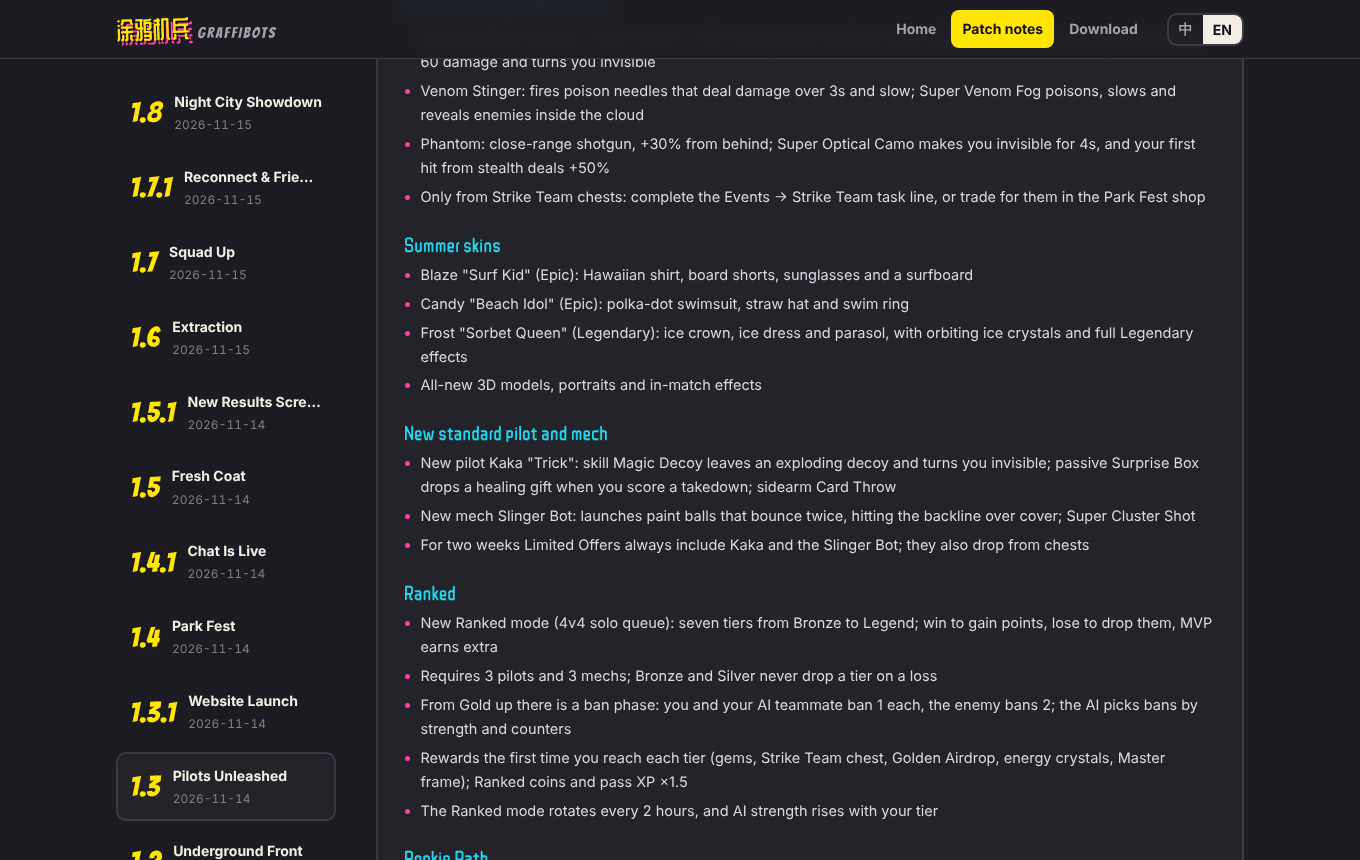 涂鸦机兵 GRAFFIBOTS
Home
Patch notes
Download
中
EN
1.8 Night City Showdown
2026-11-15
1.7.1 Reconnect & Frie...
2026-11-15
1.7 Squad Up
2026-11-15
1.6 Extraction
2026-11-15
1.5.1 New Results Scre...
2026-11-14
1.5 Fresh Coat
2026-11-14
1.4.1 Chat Is Live
2026-11-14
1.4 Park Fest
2026-11-14
1.3.1 Website Launch
2026-11-14
1.3 Pilots Unleashed
2026-11-14
1.2 Underground Front
60 damage and turns you invisible
Venom Stinger: fires poison needles that deal damage over 3s and slow; Super Venom Fog poisons, slows and
reveals enemies inside the cloud
Phantom: close-range shotgun, +30% from behind; Super Optical Camo makes you invisible for 4s, and your first
hit from stealth deals +50%
Only from Strike Team chests: complete the Events → Strike Team task line, or trade for them in the Park Fest shop
Summer skins
Blaze "Surf Kid" (Epic): Hawaiian shirt, board shorts, sunglasses and a surfboard
Candy "Beach Idol" (Epic): polka-dot swimsuit, straw hat and swim ring
Frost "Sorbet Queen" (Legendary): ice crown, ice dress and parasol, with orbiting ice crystals and full Legendary
effects
All-new 3D models, portraits and in-match effects
New standard pilot and mech
New pilot Kaka "Trick": skill Magic Decoy leaves an exploding decoy and turns you invisible; passive Surprise Box
drops a healing gift when you score a takedown; sidearm Card Throw
New mech Slinger Bot: launches paint balls that bounce twice, hitting the backline over cover; Super Cluster Shot
For two weeks Limited Offers always include Kaka and the Slinger Bot; they also drop from chests
Ranked
New Ranked mode (4v4 solo queue): seven tiers from Bronze to Legend; win to gain points, lose to drop them, MVP
earns extra
Requires 3 pilots and 3 mechs; Bronze and Silver never drop a tier on a loss
From Gold up there is a ban phase: you and your AI teammate ban 1 each, the enemy bans 2; the AI picks bans by
strength and counters
Rewards the first time you reach each tier (gems, Strike Team chest, Golden Airdrop, energy crystals, Master
frame); Ranked coins and pass XP ×1.5
The Ranked mode rotates every 2 hours, and AI strength rises with your tier
Rookie Path